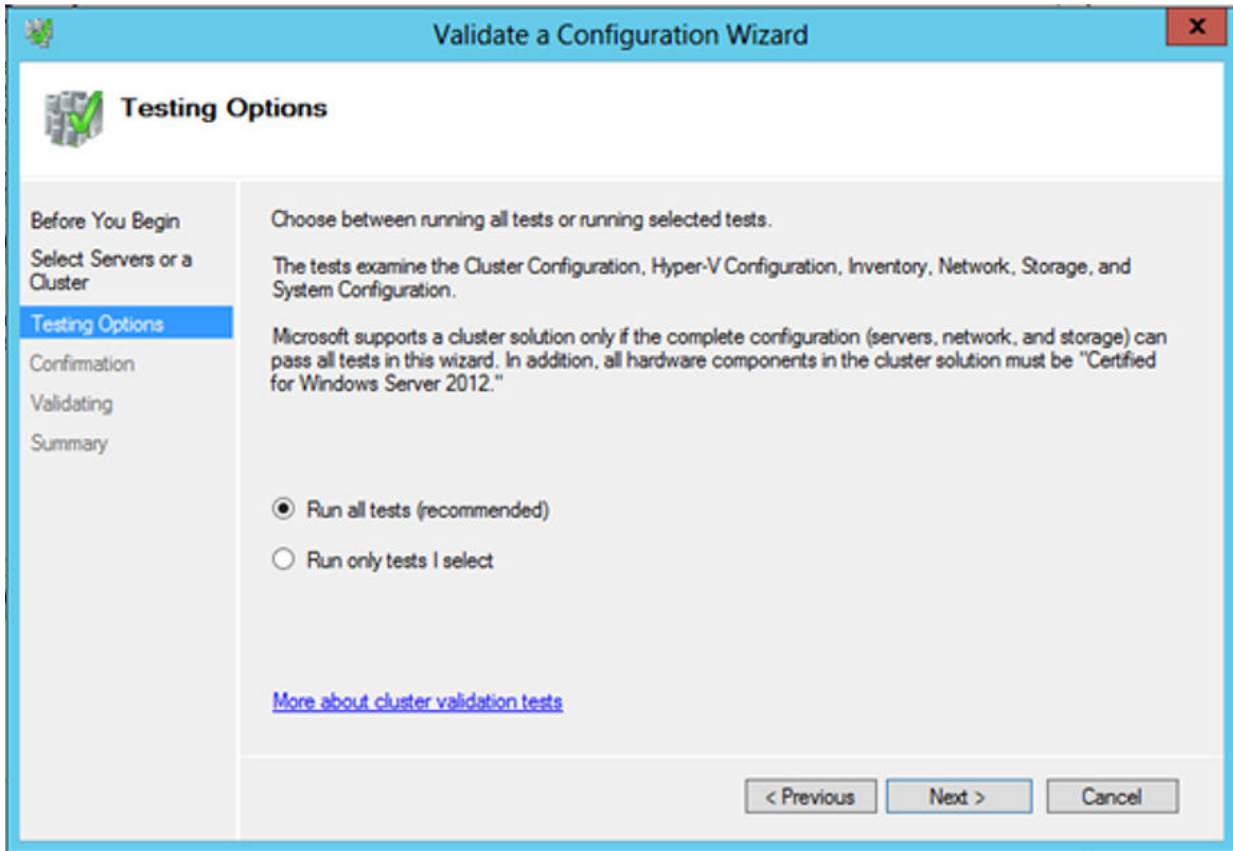 Validate a Configuration Wizard
x
Testing Options
Before You Begin
Select Servers or a
Cluster
Testing Options
Confirmation
Validating
Summary
Choose between running all tests or running selected tests.
The tests examine the Cluster Configuration, Hyper-V Configuration, Inventory, Network, Storage, and
System Configuration.
Microsoft supports a cluster solution only if the complete configuration (servers, network, and storage) can
pass all tests in this wizard. In addition, all hardware components in the cluster solution must be "Certified
for Windows Server 2012."
Run all tests (recommended)
Run only tests I select
More about cluster validation tests
< Previous
Next >
Cancel